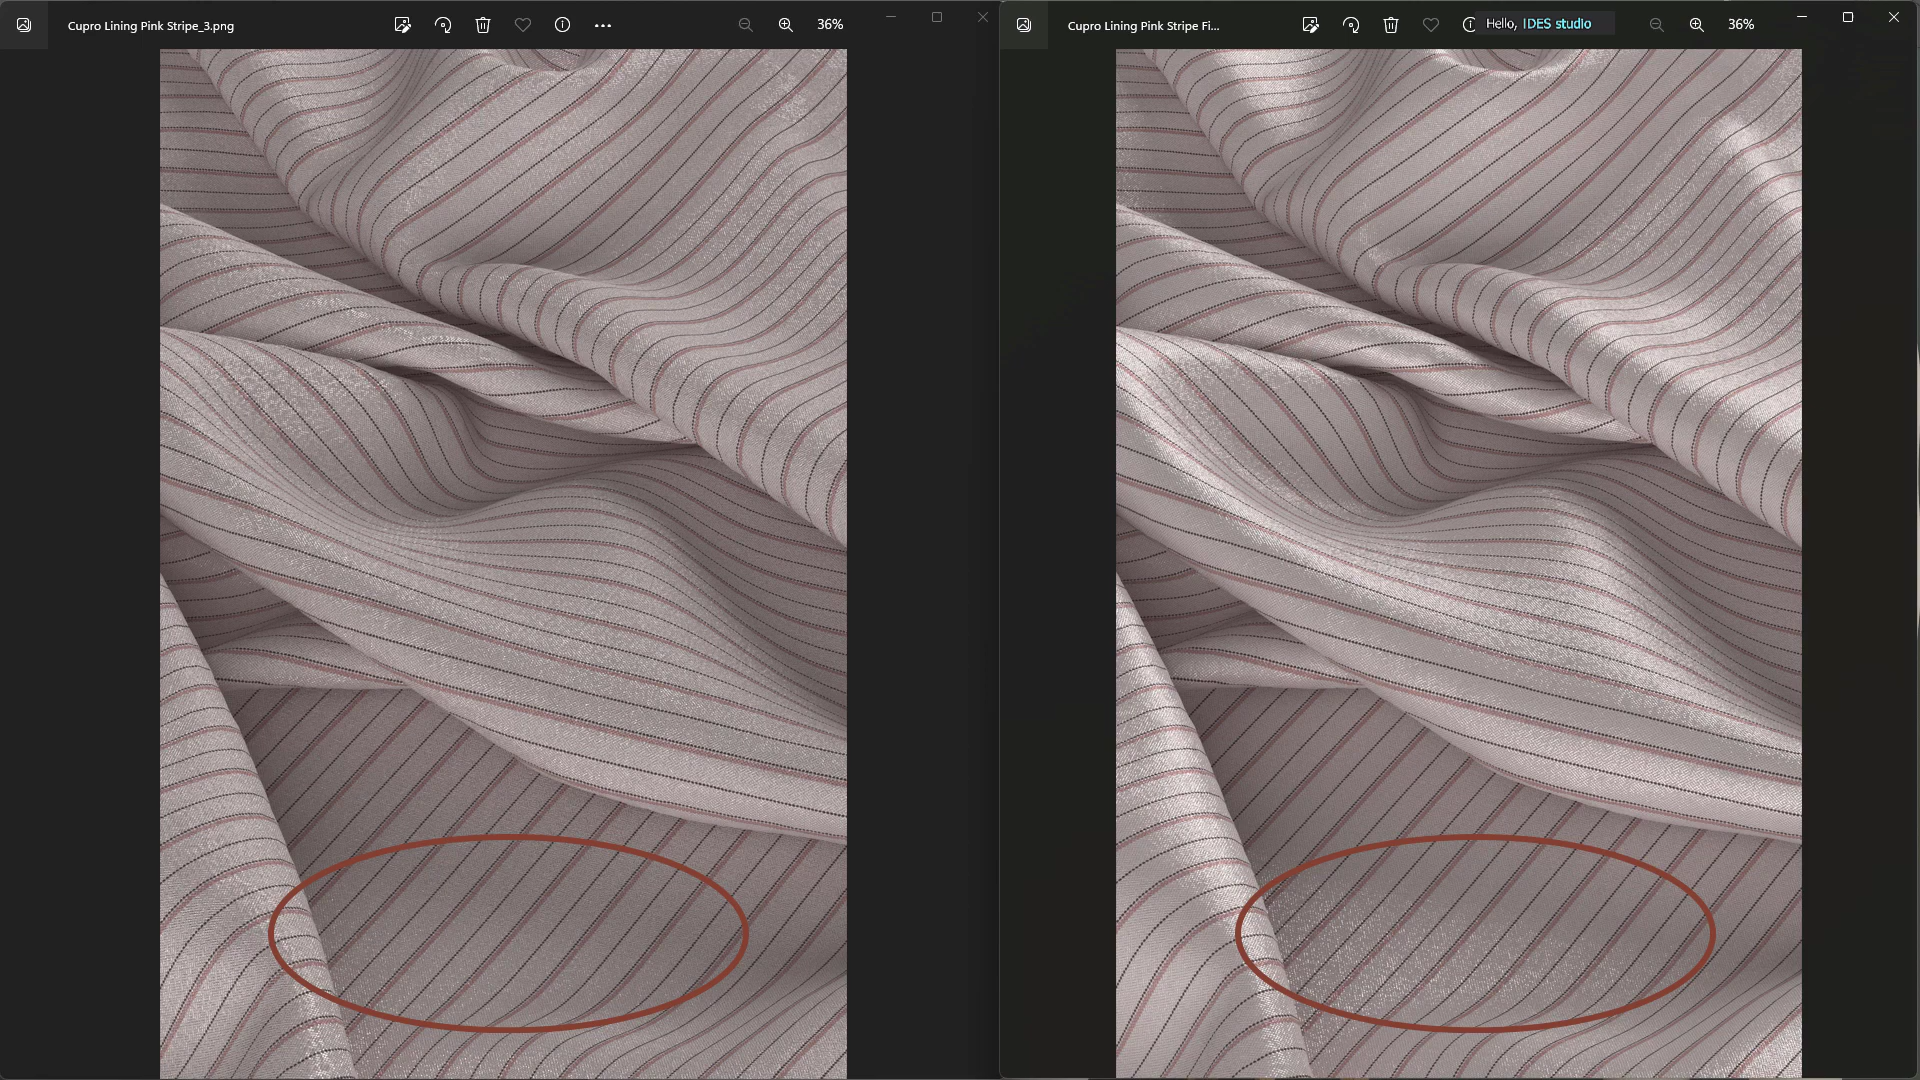 Cupro Lining Pink Stripe_3.png
36%
Cupro Lining Pink Stripe Fi...
Hello, IDES studio
36%